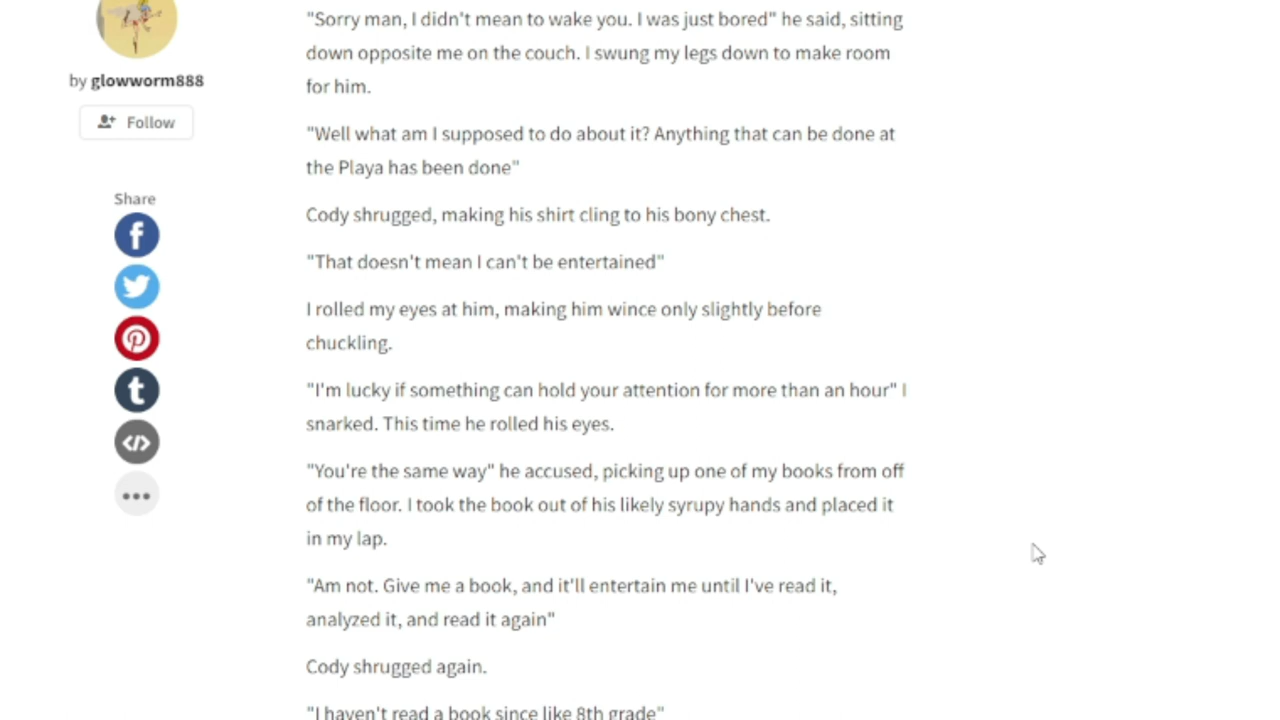 "Sorry man, I didn't mean to wake you. I was just bored" he said, sitting
down opposite me on the couch. I swung my legs down to make room
for him.
by glowworm888
Follow
"Well what am I supposed to do about it? Anything that can be done at
the Playa has been done"
Share
Cody shrugged, making his shirt cling to his bony chest.
"That doesn't mean I can't be entertained"
I rolled my eyes at him, making him wince only slightly before
chuckling.
"I'm lucky if something can hold your attention for more than an hour" I
snarked. This time he rolled his eyes.
"You're the same way" he accused, picking up one of my books from off
of the floor. I took the book out of his likely syrupy hands and placed it
in my lap.
"Am not. Give me a book, and it'll entertain me until I've read it,
analyzed it, and read it again"
Cody shrugged again.
"I haven't read a book since like 8th grade"